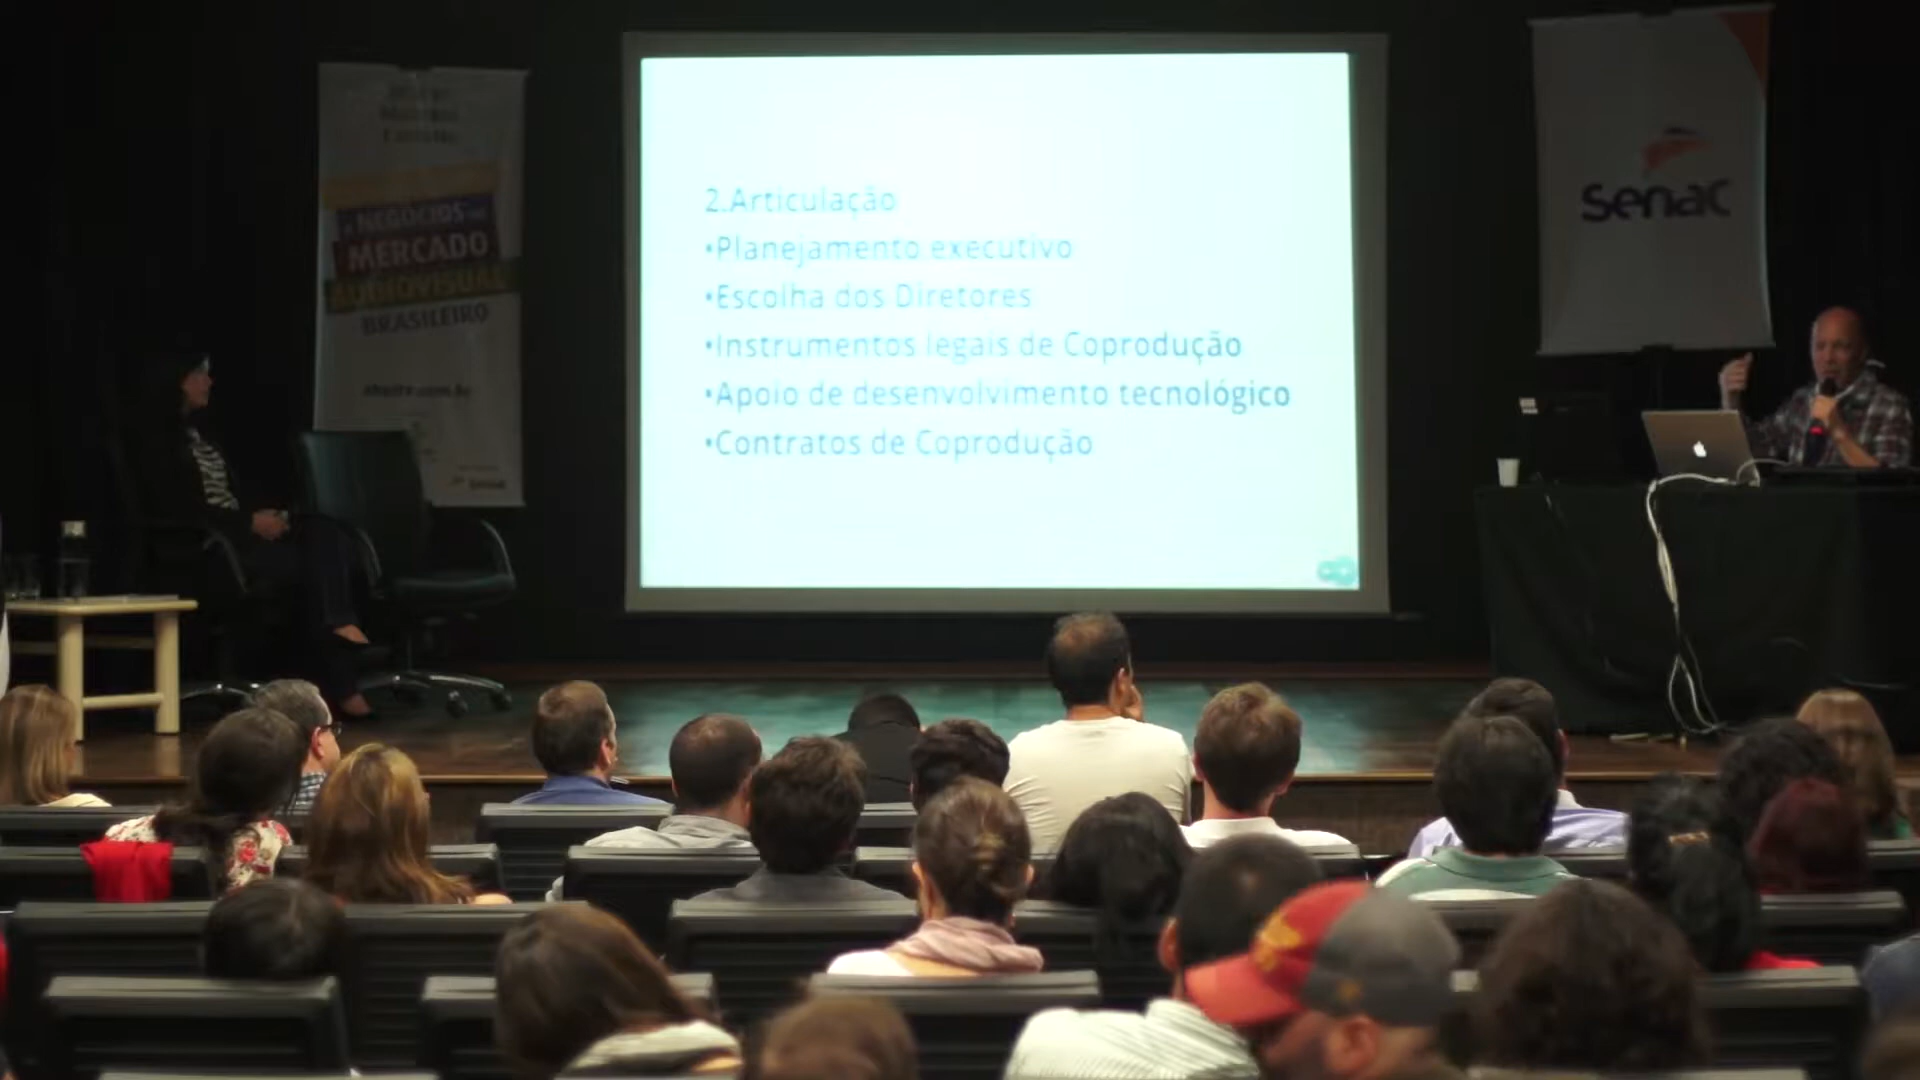 NEGÓCIOS NO
MERCADO
AUDIOVISUAL
BRASILEIRO
2.Articulação
•Planejamento executivo
•Escolha dos Diretores
•Instrumentos legais de Coprodução
•Apoio de desenvolvimento tecnológico
•Contratos de Coprodução
senac